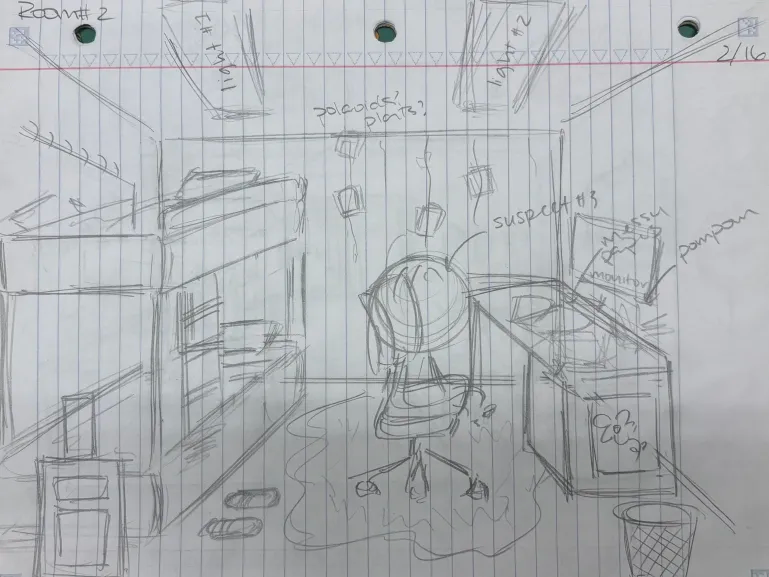 Room #2
light #1
light #2
2/16
polaroids?
plants?
suspect #3
messy
monitor
pompom